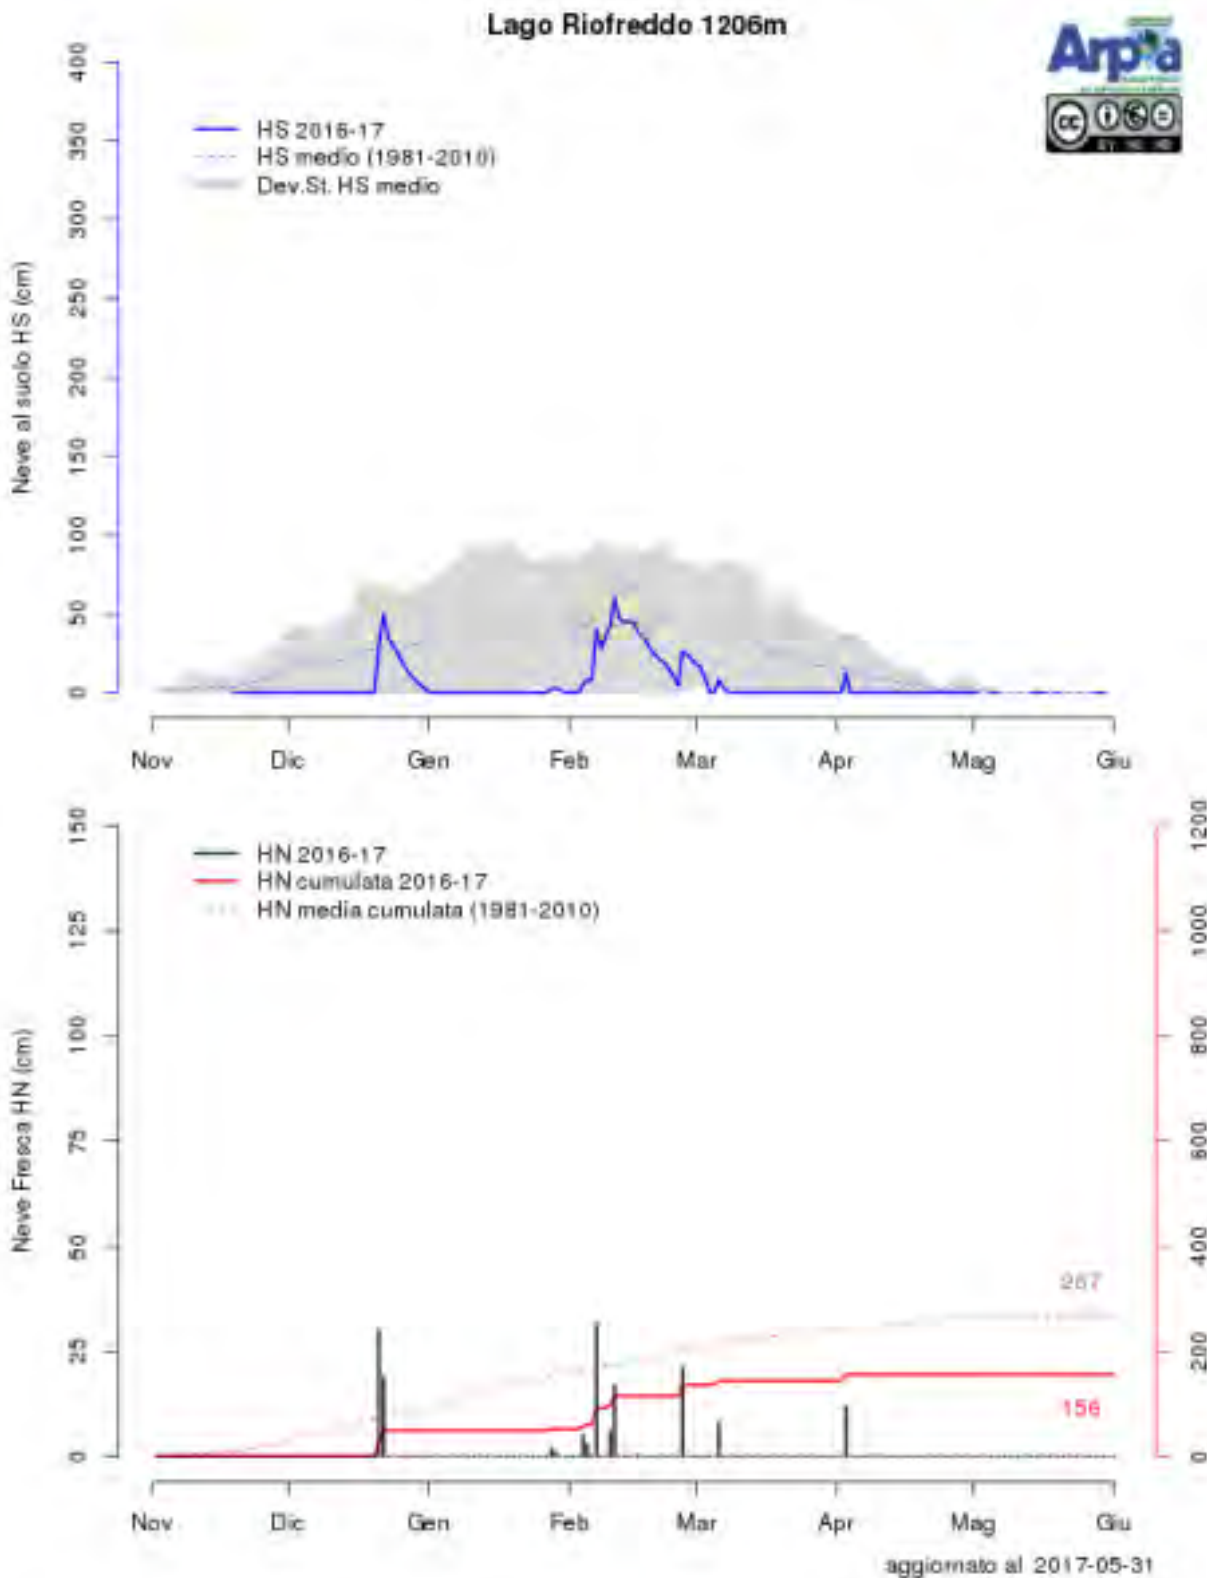 Lago Riofreddo 1206m
Arpa
cc
HS 2016-17
HS medio (1981-2010)
Dev.St. HS medio
Neve al suolo HS (cm)
400
350
300
250
200
150
100
50
0
Nov Dic Gen Feb Mar Apr Mag Giu
HN 2016-17
HN cumulata 2016-17
HN media cumulata (1981-2010)
Neve Fresca HN (cm)
150
125
100
75
50
25
0
1200
1000
800
600
400
200
0
267
156
Nov Dic Gen Feb Mar Apr Mag Giu
aggiornato al 2017-05-31